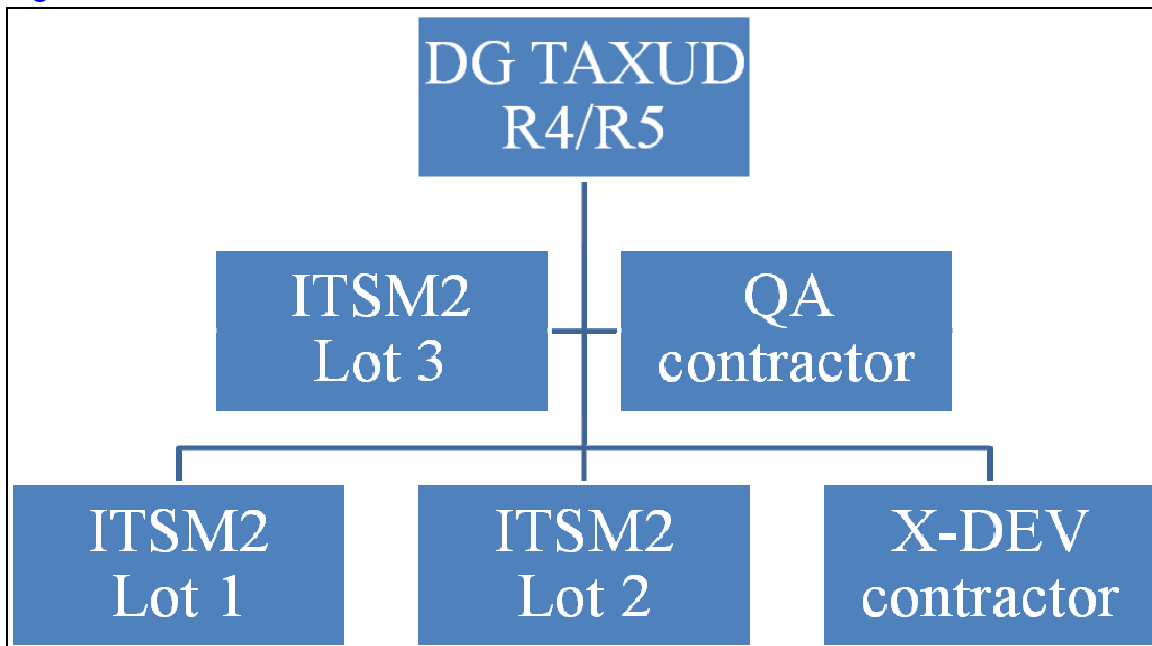 DG TAXUD
R4/R5
ITSM2
Lot 3
QA
contractor
ITSM2
Lot 1
ITSM2
Lot 2
X-DEV
contractor